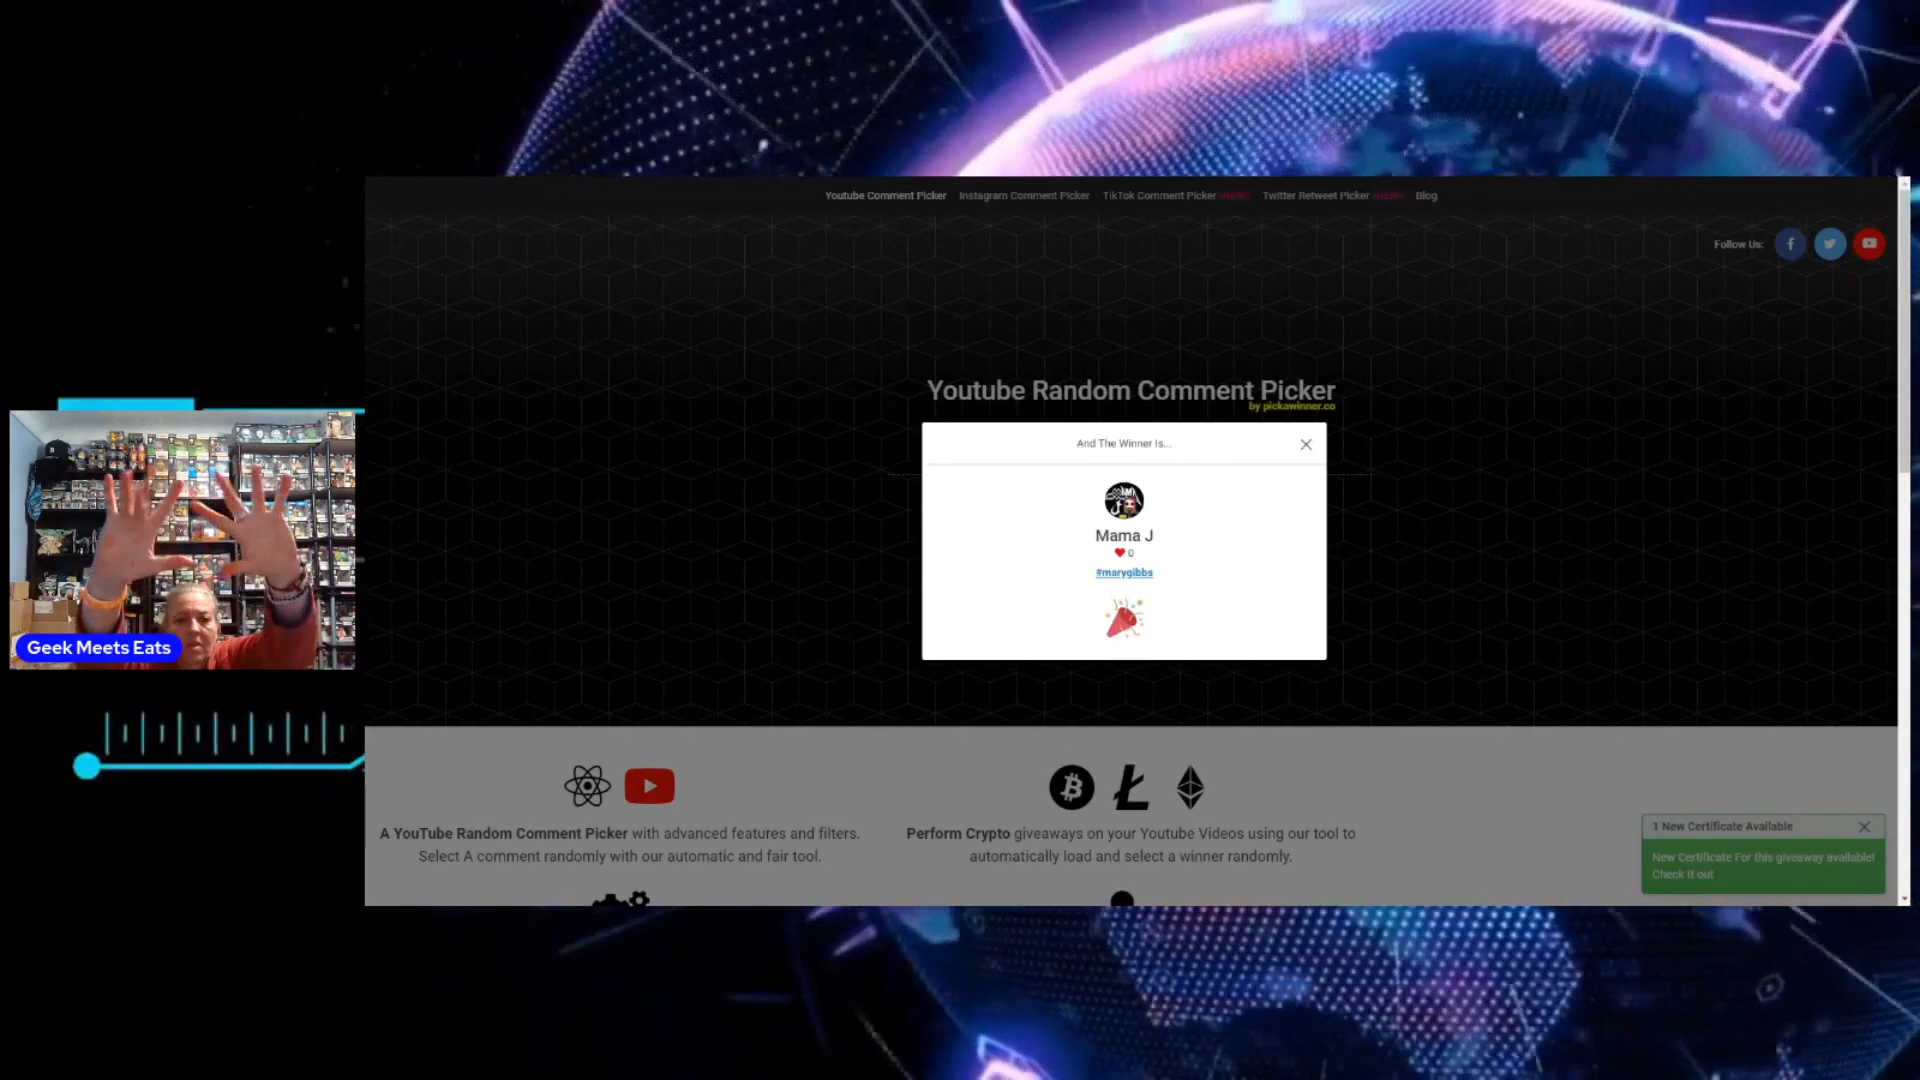 Youtube Comment Picker Instagram Comment Picker TikTok Comment Picker Twitter Retweet Picker Blog
Follow Us:
Youtube Random Comment Picker
by pickawinner.co
And The Winner Is...
Mama J
0
#marygibbs
Geek Meets Eats
A YouTube Random Comment Picker with advanced features and filters.
Select A comment randomly with our automatic and fair tool.
Perform Crypto giveaways on your Youtube Videos using our tool to
automatically load and select a winner randomly.
1 New Certificate Available
New Certificate For this giveaway available!
Check It out